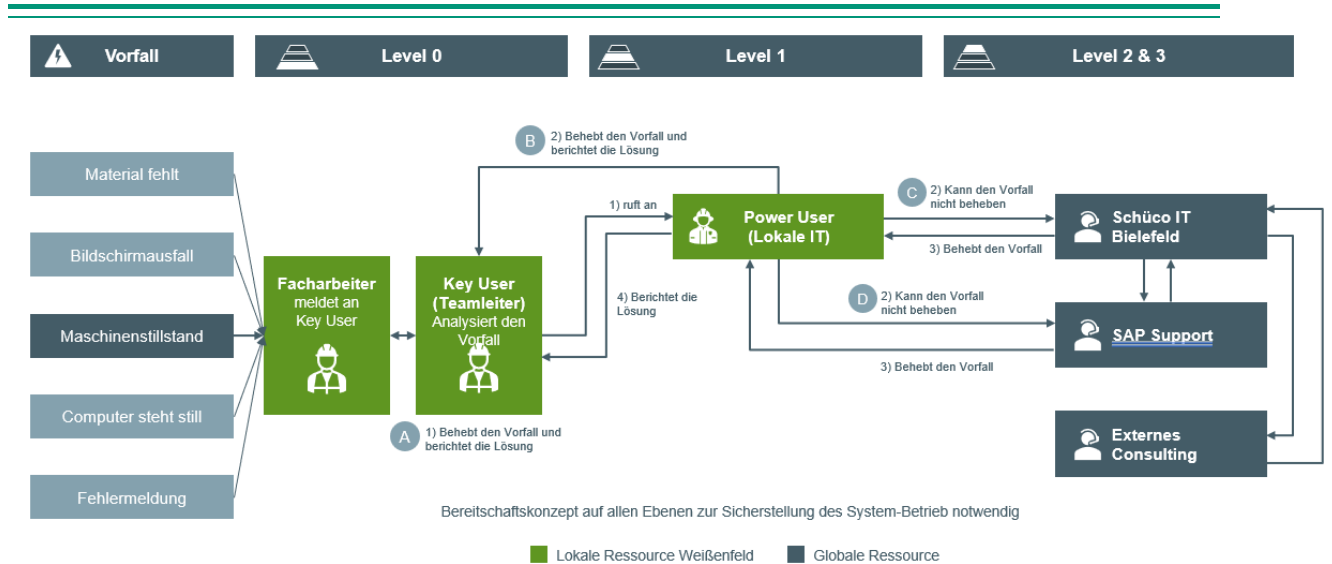 Vorfall
Level 0
Level 1
Level 2 & 3
Material fehlt
Bildschirmausfall
Maschinenstillstand
Computer steht still
Fehlermeldung
Facharbeiter
meldet an
Key User
Key User
(Teamleiter)
Analysiert den
Vorfall
A
1) Behebt den Vorfall und
berichtet die Lösung
B
2) Behebt den Vorfall und
berichtet die Lösung
1) ruft an
4) Berichtet die
Lösung
Power User
(Lokale IT)
C
2) Kann den Vorfall
nicht beheben
3) Behebt den Vorfall
D
2) Kann den Vorfall
nicht beheben
3) Behebt den Vorfall
Schüco IT
Bielefeld
SAP Support
Externes
Consulting
Bereitschaftskonzept auf allen Ebenen zur Sicherstellung des System-Betrieb notwendig
Lokale Ressource Weißenfeld
Globale Ressource